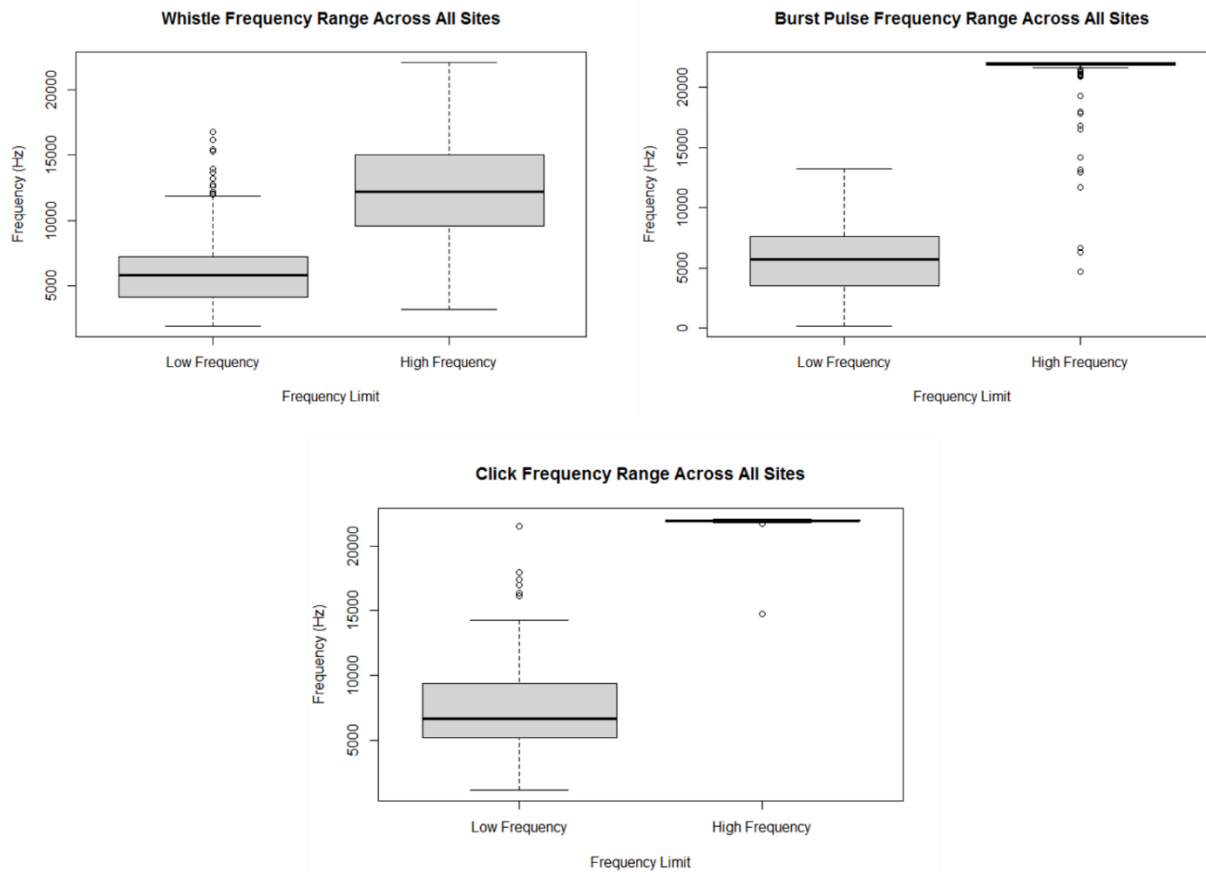 Whistle Frequency Range Across All Sites
Frequency (Hz)
20000
15000
10000
5000
Low Frequency
High Frequency
Frequency Limit
Burst Pulse Frequency Range Across All Sites
Frequency (Hz)
20000
15000
10000
5000
0
Low Frequency
High Frequency
Frequency Limit
Click Frequency Range Across All Sites
Frequency (Hz)
20000
15000
10000
5000
Low Frequency
High Frequency
Frequency Limit